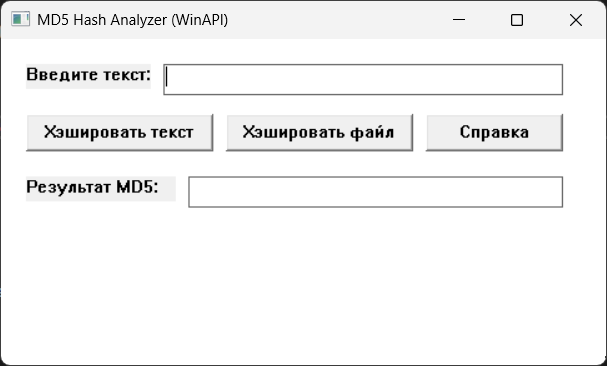 MD5 Hash Analyzer (WinAPI)
Введите текст:
Хэшировать текст Хэшировать файл Справка
Результат MD5: